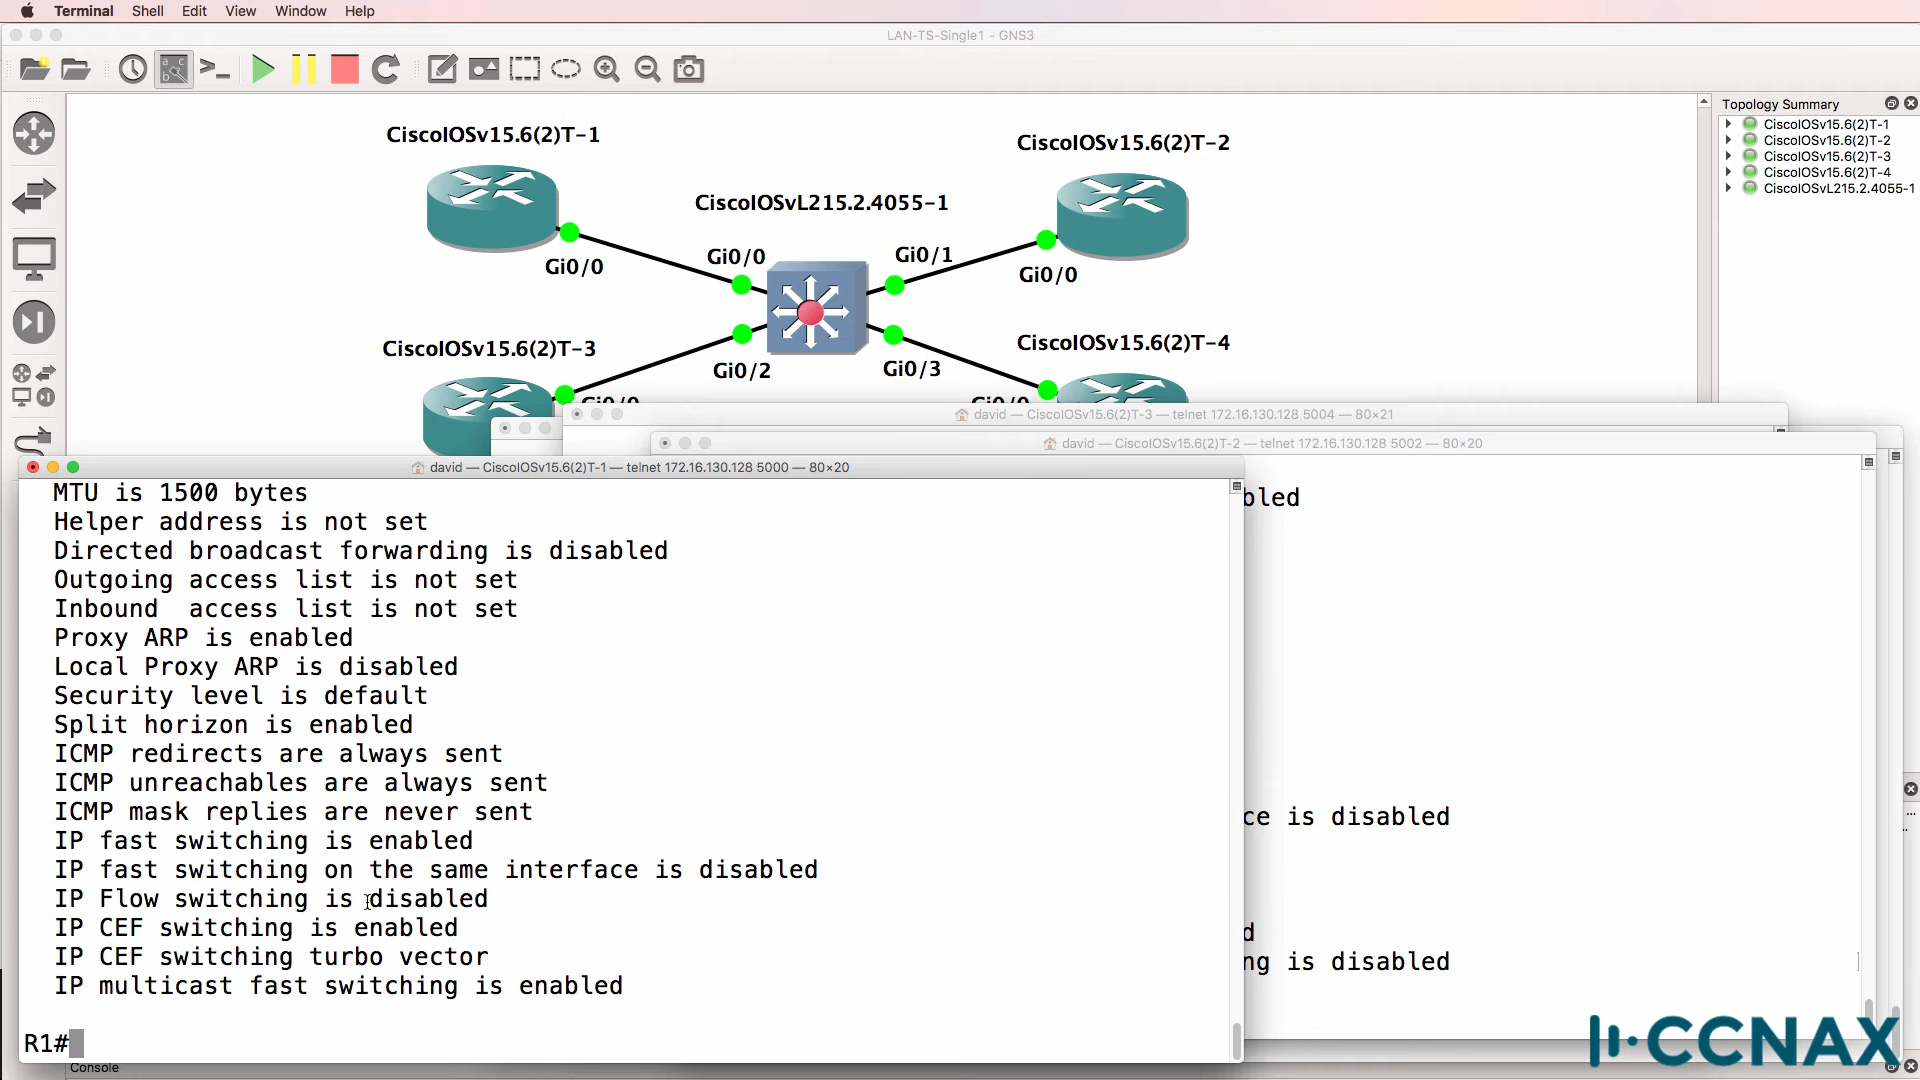 Terminal Shell Edit View Window Help
LAN-TS-Single1 - GNS3
Topology Summary
CiscoIOSv15.6(2)T-1
CiscoIOSv15.6(2)T-2
CiscoIOSv15.6(2)T-3
CiscoIOSv15.6(2)T-4
CiscoIOSvL215.2.4055-1
CiscoIOSv15.6(2)T-1
CiscoIOSv15.6(2)T-2
CiscoIOSvL215.2.4055-1
Gi0/0
Gi0/0
Gi0/1
Gi0/0
CiscoIOSv15.6(2)T-3
CiscoIOSv15.6(2)T-4
Gi0/2
Gi0/3
david — CiscoIOSv15.6(2)T-3 — telnet 172.16.130.128 5004 — 80×21
david — CiscoIOSv15.6(2)T-2 — telnet 172.16.130.128 5002 — 80×20
david — CiscoIOSv15.6(2)T-1 — telnet 172.16.130.128 5000 — 80×20
MTU is 1500 bytes
Helper address is not set
Directed broadcast forwarding is disabled
Outgoing access list is not set
Inbound  access list is not set
Proxy ARP is enabled
Local Proxy ARP is disabled
Security level is default
Split horizon is enabled
ICMP redirects are always sent
ICMP unreachables are always sent
ICMP mask replies are never sent
IP fast switching is enabled
IP fast switching on the same interface is disabled
IP Flow switching is disabled
IP CEF switching is enabled
IP CEF switching turbo vector
IP multicast fast switching is enabled
R1#
bled
ce is disabled
d
ng is disabled
CCNAX
Console